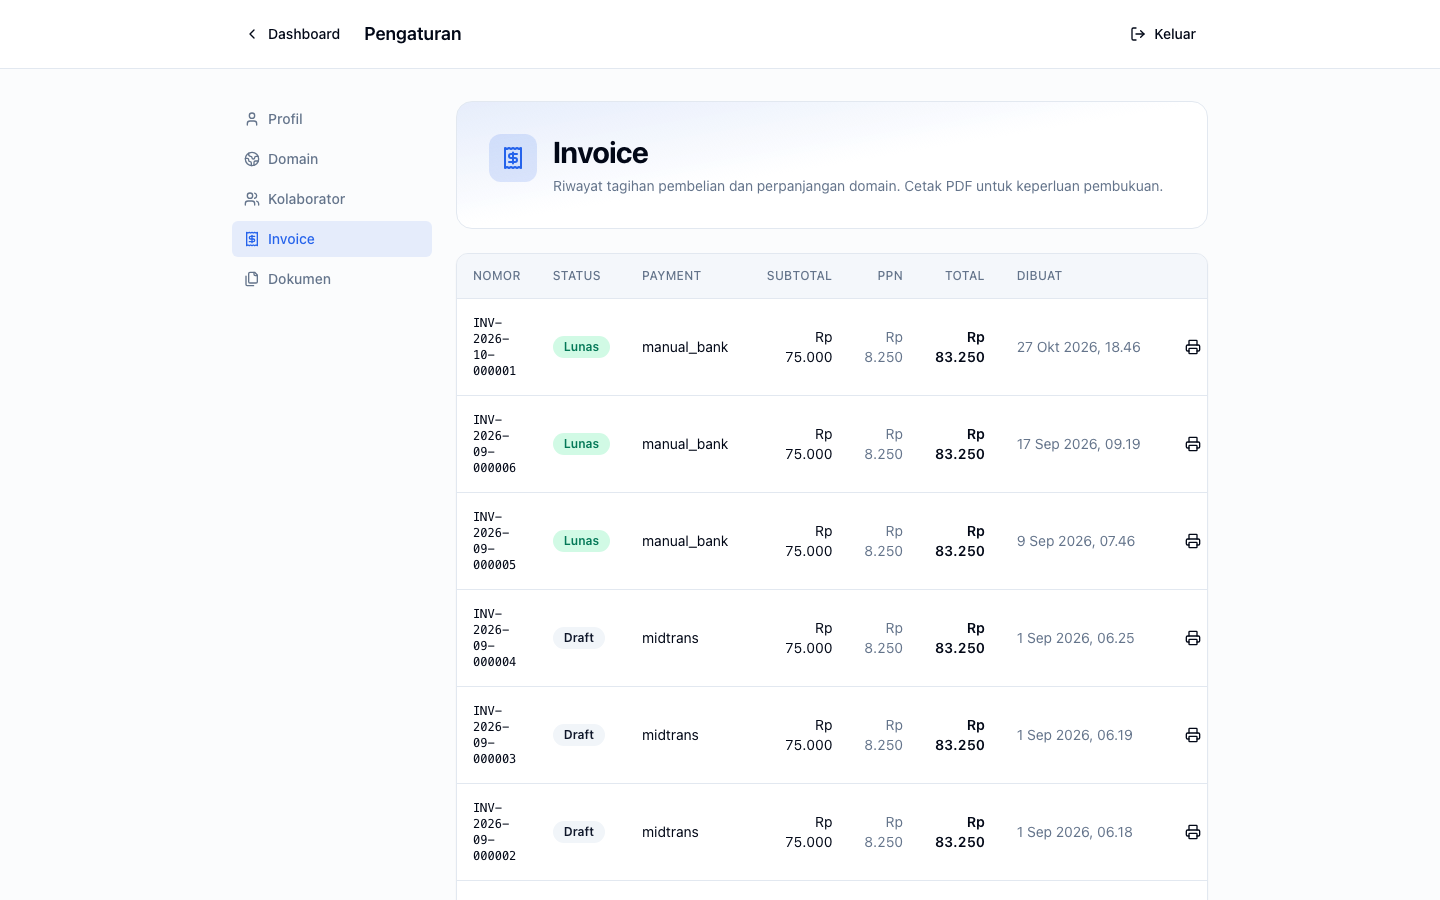 Dashboard
Pengaturan
Keluar
Profil
Domain
Kolaborator
Invoice
Dokumen
Invoice
Riwayat tagihan pembelian dan perpanjangan domain. Cetak PDF untuk keperluan pembukuan.
NOMOR STATUS PAYMENT SUBTOTAL PPN TOTAL DIBUAT
INV-
2026-
10-
000001
Lunas
manual_bank
Rp
75.000
Rp
8.250
Rp
83.250
27 Okt 2026, 18.46
INV-
2026-
09-
000006
Lunas
manual_bank
Rp
75.000
Rp
8.250
Rp
83.250
17 Sep 2026, 09.19
INV-
2026-
09-
000005
Lunas
manual_bank
Rp
75.000
Rp
8.250
Rp
83.250
9 Sep 2026, 07.46
INV-
2026-
09-
000004
Draft
midtrans
Rp
75.000
Rp
8.250
Rp
83.250
1 Sep 2026, 06.25
INV-
2026-
09-
000003
Draft
midtrans
Rp
75.000
Rp
8.250
Rp
83.250
1 Sep 2026, 06.19
INV-
2026-
09-
000002
Draft
midtrans
Rp
75.000
Rp
8.250
Rp
83.250
1 Sep 2026, 06.18